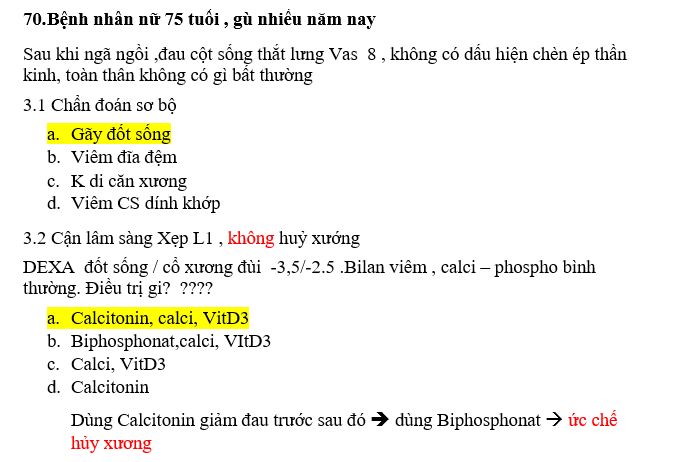 70.Bệnh nhân nữ 75 tuổi , gù nhiều năm nay
Sau khi ngã ngồi ,đau cột sống thắt lưng Vas 8 , không có dấu hiện chèn ép thần
kinh, toàn thân không có gì bất thường
3.1 Chẩn đoán sơ bộ
a. Gãy đốt sống
b. Viêm đĩa đệm
c. K di căn xương
d. Viêm CS dính khớp
3.2 Cận lâm sàng Xẹp L1 , không huỷ xướng
DEXA đốt sống / cổ xương đùi -3,5/-2.5 .Bilan viêm , calci – phospho bình
thường. Điều trị gi? ????
a. Calcitonin, calci, VitD3
b. Biphosphonat,calci, VItD3
c. Calci, VitD3
d. Calcitonin
Dùng Calcitonin giảm đau trước sau đó ➔ dùng Biphosphonat → ức chế
hủy xương